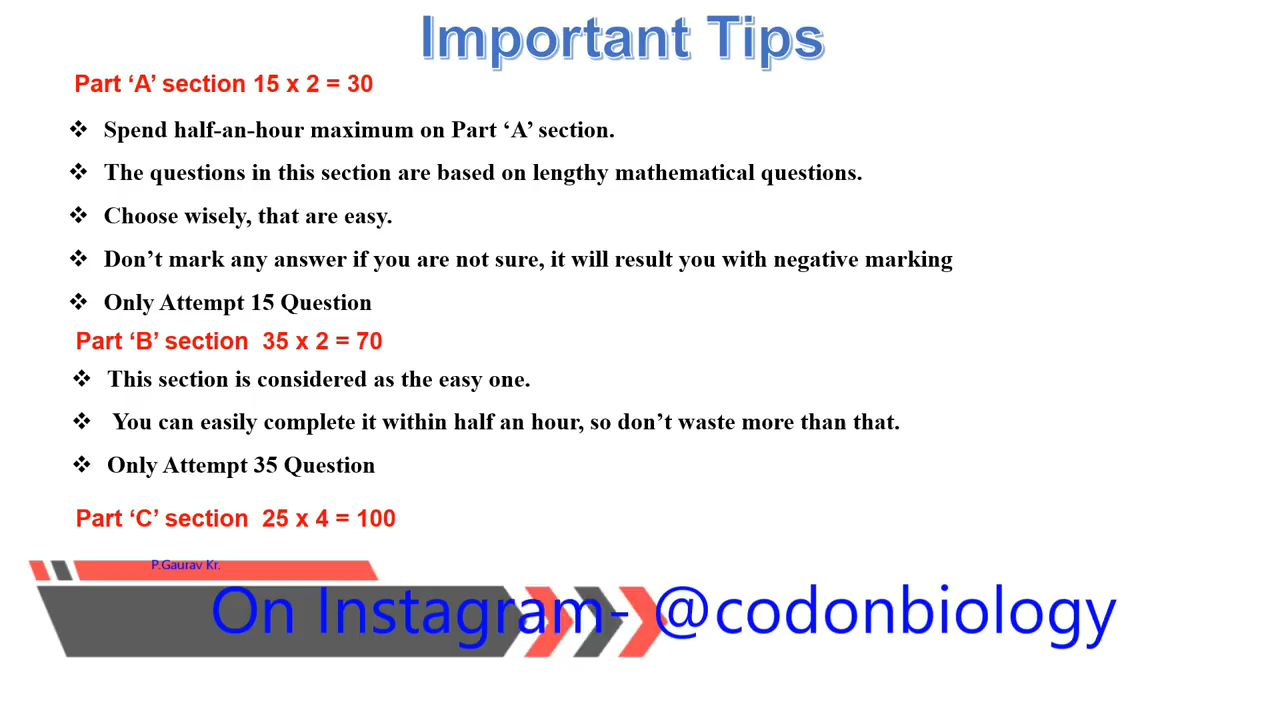 Important Tips
Part ‘A’ section 15 x 2 = 30
❖ Spend half-an-hour maximum on Part ‘A’ section.
❖ The questions in this section are based on lengthy mathematical questions.
❖ Choose wisely, that are easy.
❖ Don’t mark any answer if you are not sure, it will result you with negative marking
❖ Only Attempt 15 Question
Part ‘B’ section 35 x 2 = 70
❖ This section is considered as the easy one.
❖ You can easily complete it within half an hour, so don’t waste more than that.
❖ Only Attempt 35 Question
Part ‘C’ section 25 x 4 = 100
P.Gaurav Kr.
On Instagram- @codonbiology